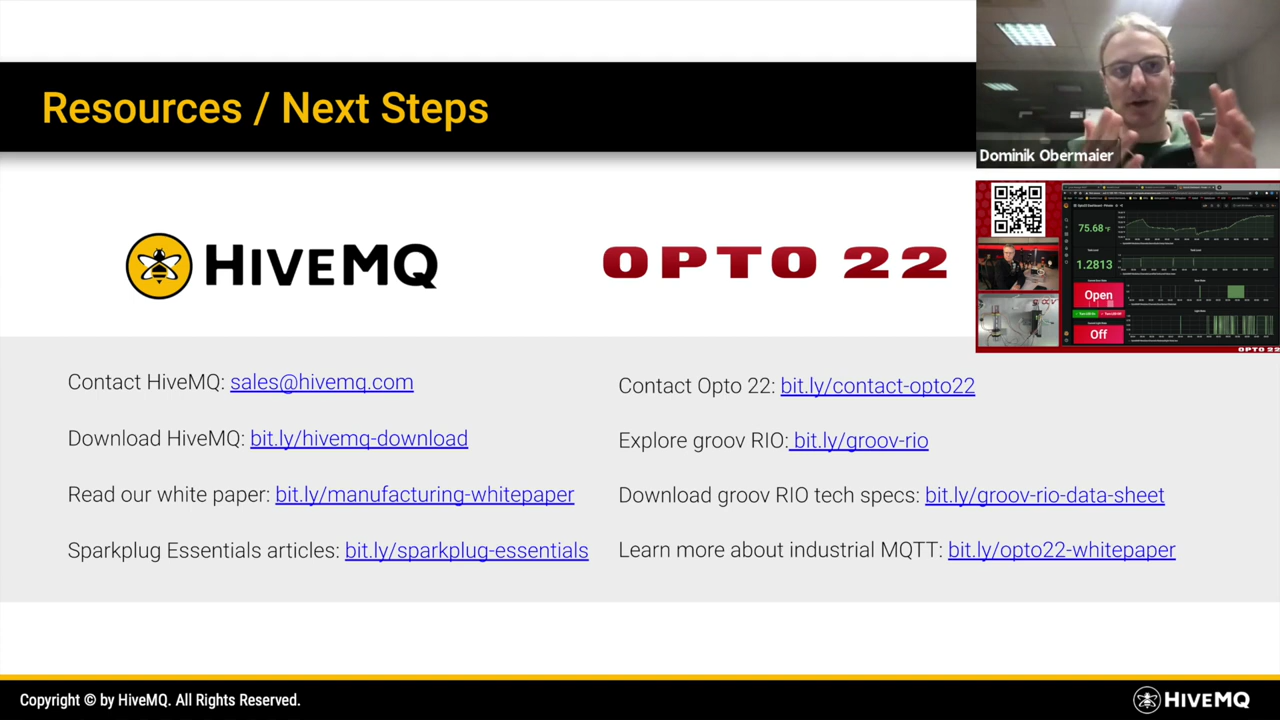 Resources / Next Steps
Dominik Obermaier
HIVEMQ
OPTO 22
75.68 °F
1.2813
Open
Off
groov
OPTO 22
Contact HiveMQ: sales@hivemq.com
Download HiveMQ: bit.ly/hivemq-download
Read our white paper: bit.ly/manufacturing-whitepaper
Sparkplug Essentials articles: bit.ly/sparkplug-essentials
Contact Opto 22: bit.ly/contact-opto22
Explore groov RIO: bit.ly/groov-rio
Download groov RIO tech specs: bit.ly/groov-rio-data-sheet
Learn more about industrial MQTT: bit.ly/opto22-whitepaper
Copyright © by HiveMQ. All Rights Reserved.
HIVEMQ